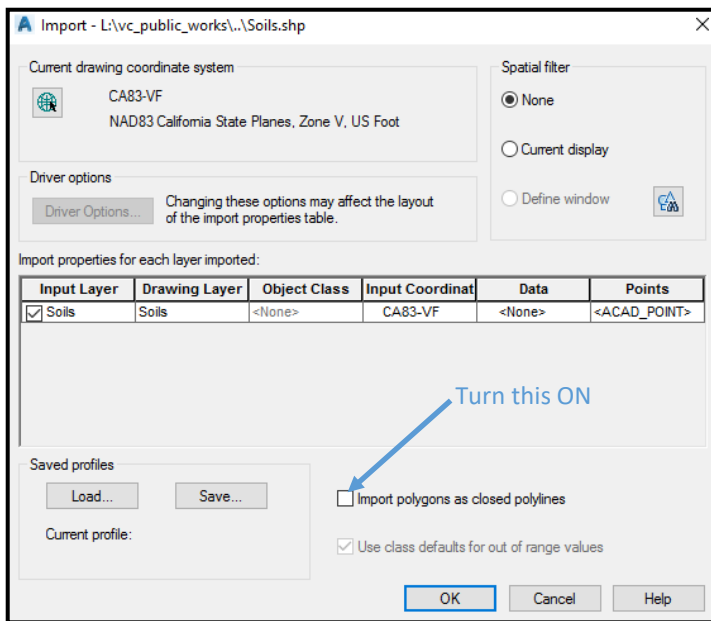 Import - L:\vc_public_works\..\Soils.shp
Current drawing coordinate system
CA83-VF
NAD83 California State Planes, Zone V, US Foot
Spatial filter
None
Current display
Define window
Driver options
Driver Options...
Changing these options may affect the layout
of the import properties table.
Import properties for each layer imported:
Input Layer Drawing Layer Object Class Input Coordinat Data Points
Soils Soils <None> CA83-VF <None> <ACAD_POINT>
Turn this ON
Saved profiles
Load... Save...
Current profile:
Import polygons as closed polylines
Use class defaults for out of range values
OK Cancel Help